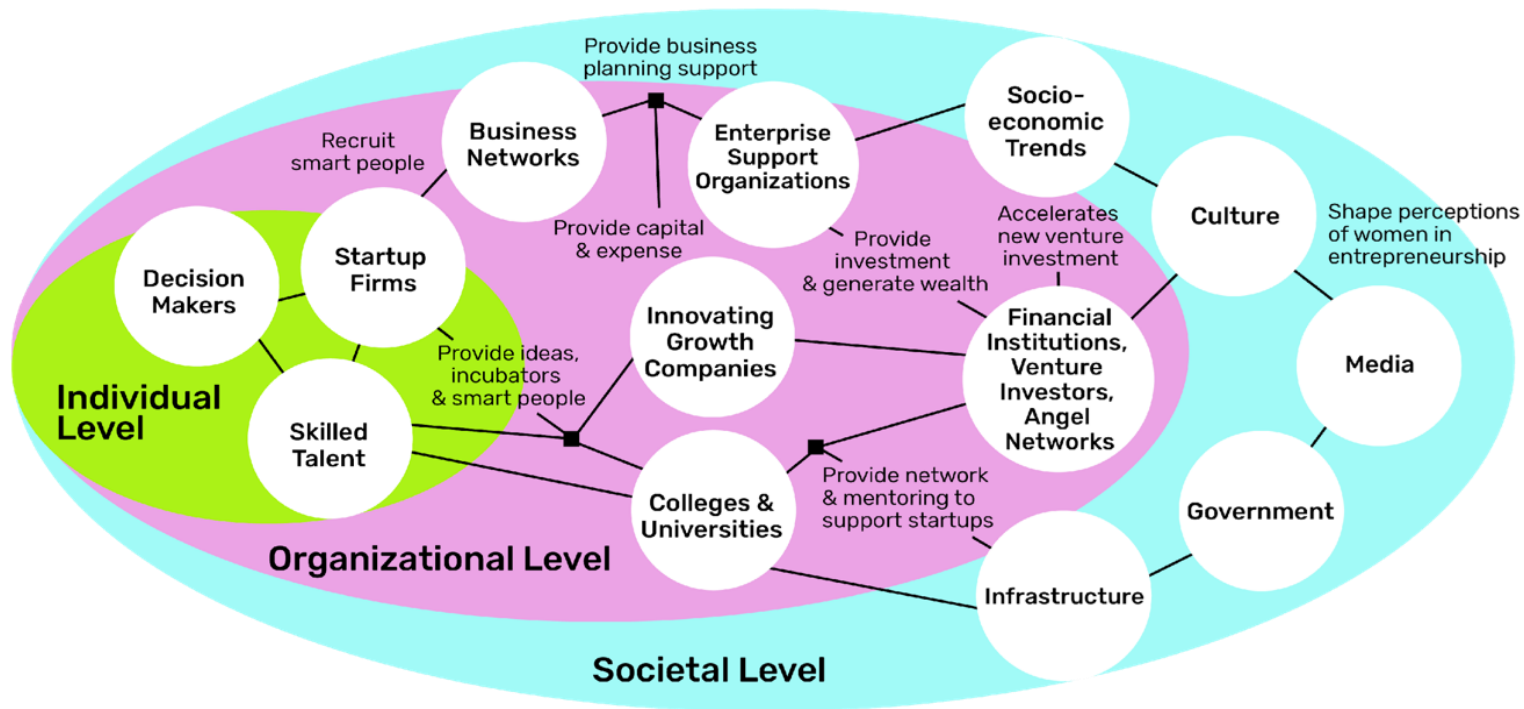 Provide business
planning support
Business
Networks
Enterprise
Support
Organizations
Socio-
economic
Trends
Recruit
smart people
Culture
Shape perceptions
of women in
entrepreneurship
Decision
Makers
Startup
Firms
Provide capital
& expense
Provide
investment
& generate wealth
Accelerates
new venture
investment
Innovating
Growth
Companies
Financial
Institutions,
Venture
Investors,
Angel
Networks
Media
Provide ideas,
incubators
& smart people
Individual
Level
Skilled
Talent
Colleges &
Universities
Provide network
& mentoring to
support startups
Government
Organizational Level
Infrastructure
Societal Level